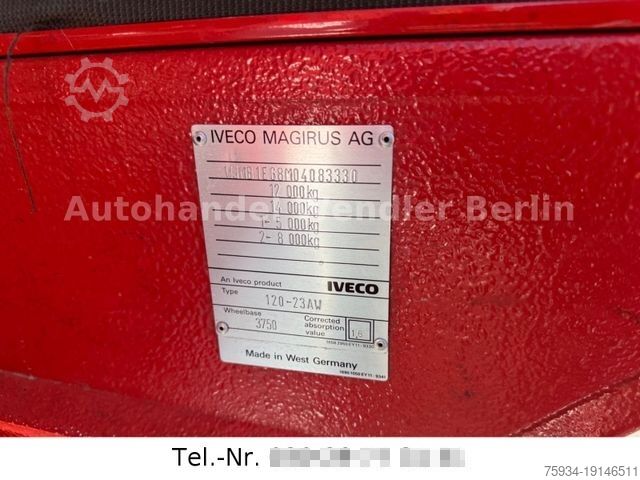 IVECO MAGIRUS AG
12 000kg
14 000kg
1- 5 000kg
2- 8 000kg
Autohandel Wendler Berlin
An Iveco product
IVECO
Type
120-23AW
Wheelbase
3750
Corrected absorption value
1,6
Made in West Germany
Tel.-Nr.
75934-19146511